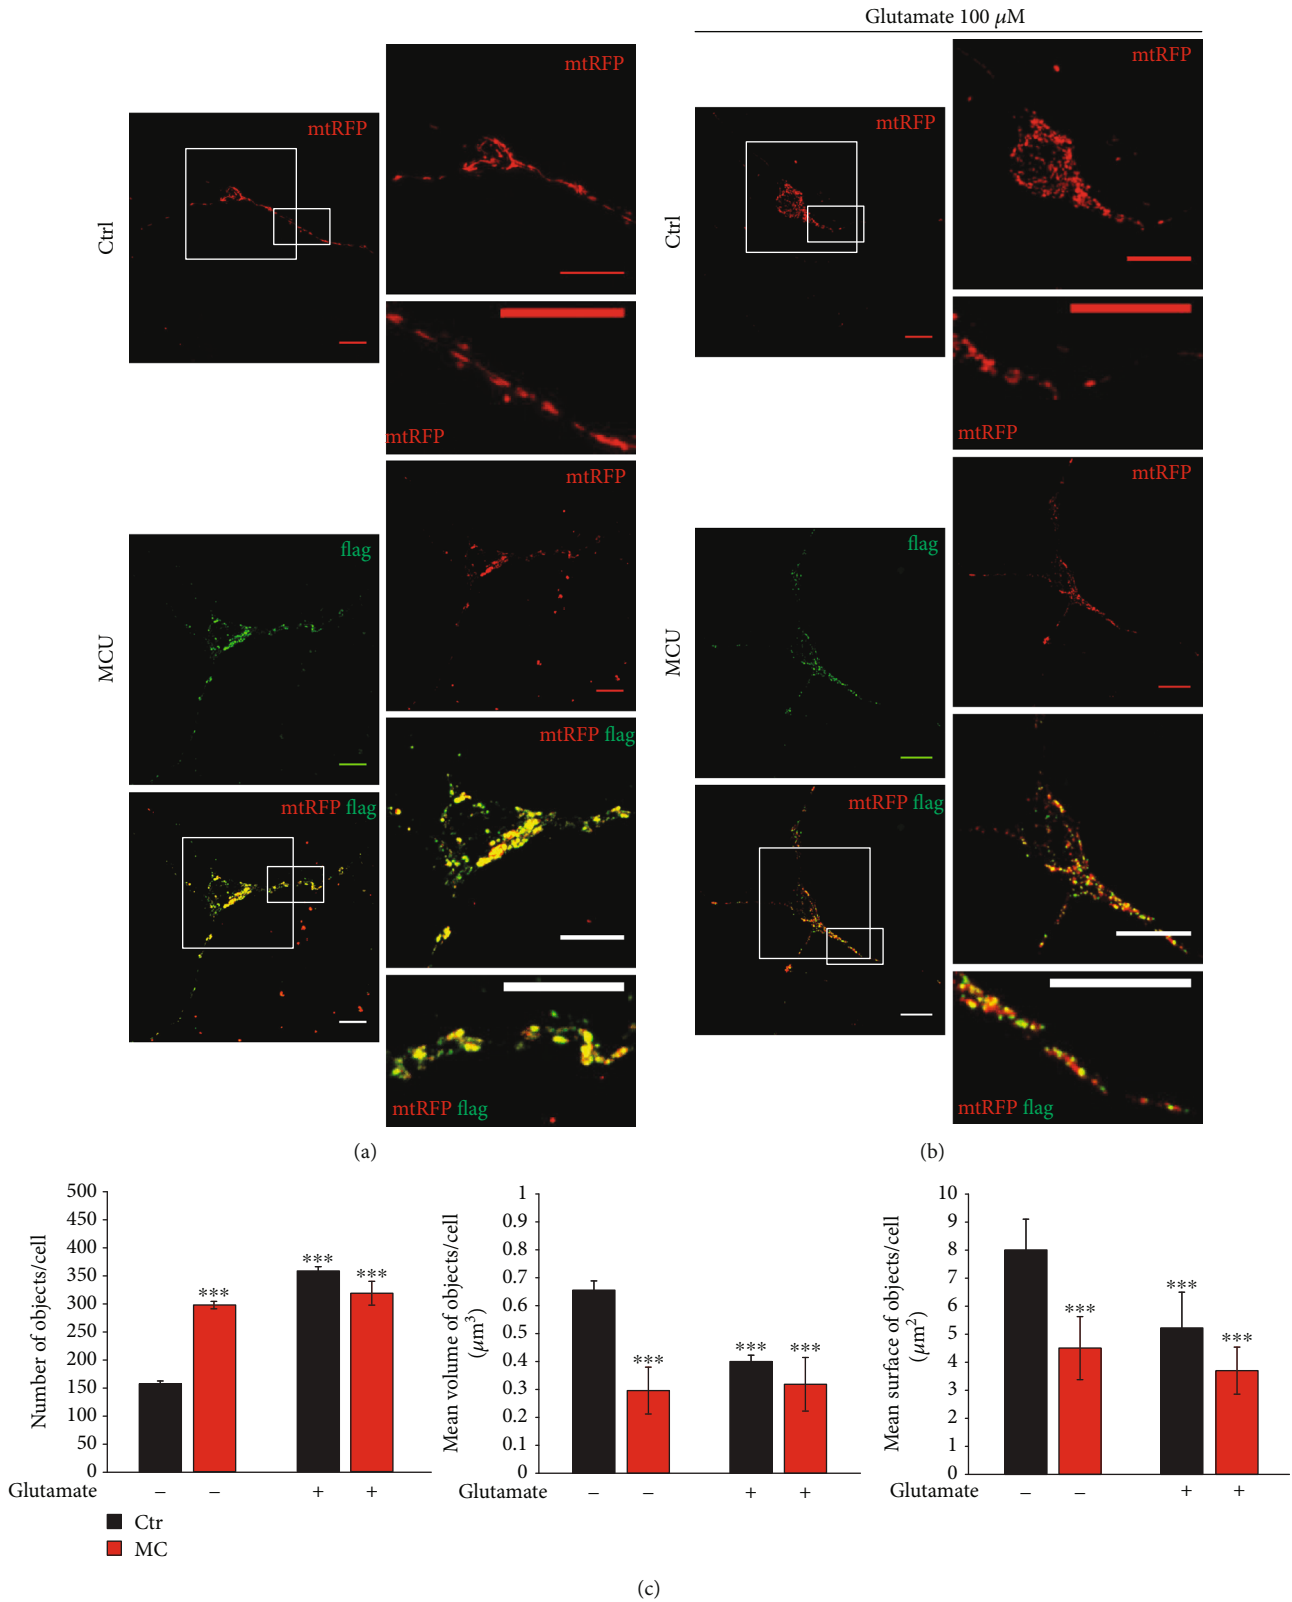 Glutamate 100 μM
mtRFP
mtRFP
mtRFP
mtRFP
Ctrl
Ctrl
mtRFP
mtRFP
mtRFP
mtRFP
flag
flag
MCU
MCU
mtRFP flag
mtRFP flag
mtRFP flag
mtRFP flag
mtRFP flag
(a)
(b)
Number of objects/cell
500
450
400
350
300
250
200
150
100
50
0
***
***
***
Glutamate − − + +
Ctr
MC
Mean volume of objects/cell
(μm³)
1
0.9
0.8
0.7
0.6
0.5
0.4
0.3
0.2
0.1
0
***
***
***
Glutamate − − + +
Mean surface of objects/cell
(μm²)
10
9
8
7
6
5
4
3
2
1
0
***
***
***
Glutamate − − + +
(c)